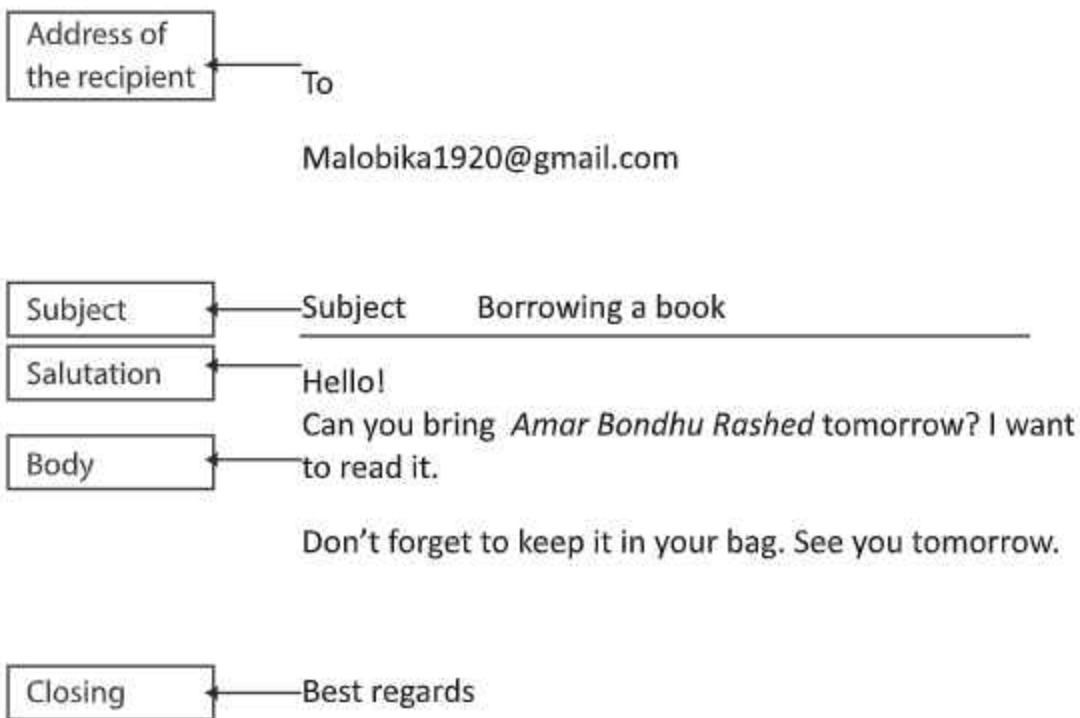 Address of
the recipient
To
Malobika1920@gmail.com
Subject
Subject Borrowing a book
Salutation
Hello!
Can you bring Amar Bondhu Rashed tomorrow? I want
Body
to read it.
Don't forget to keep it in your bag. See you tomorrow.
Closing
Best regards